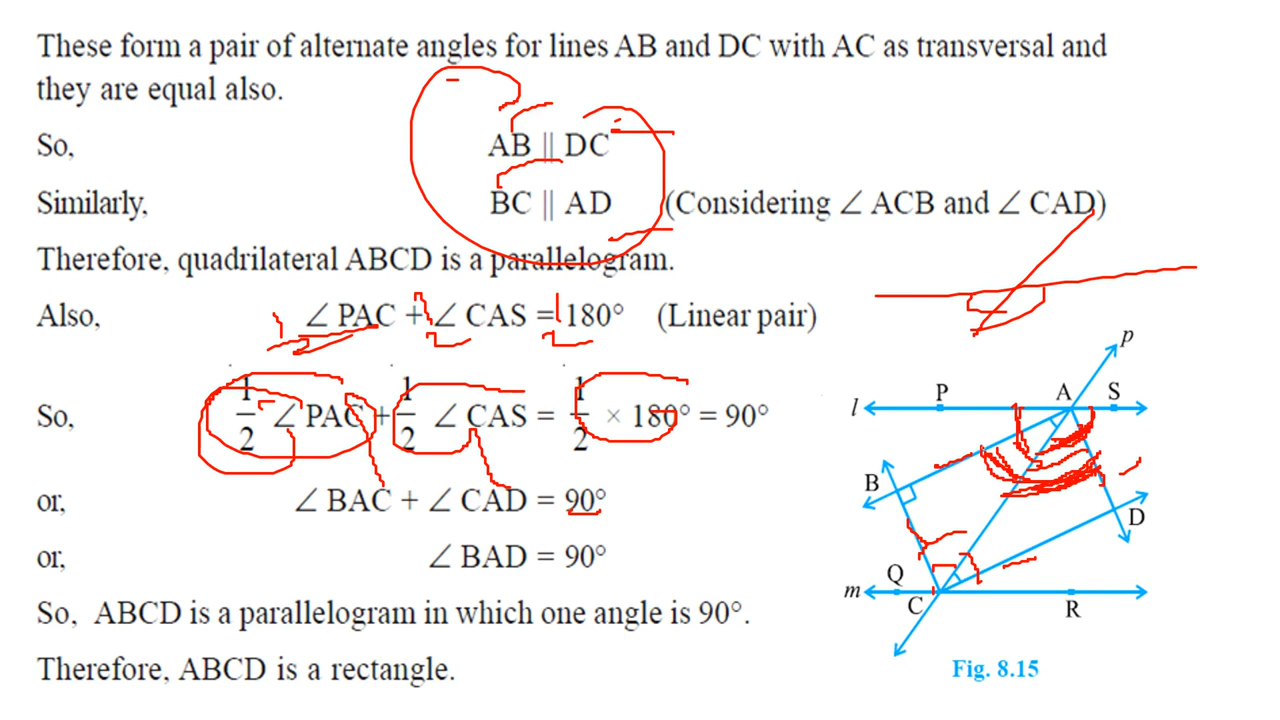 These form a pair of alternate angles for lines AB and DC with AC as transversal and
they are equal also.
So, AB || DC
Similarly, BC || AD (Considering ∠ ACB and ∠ CAD)
Therefore, quadrilateral ABCD is a parallelogram.
Also, ∠ PAC + ∠ CAS = 180° (Linear pair)
So, 1/2 ∠ PAC + 1/2 ∠ CAS = 1/2 × 180° = 90°
or, ∠ BAC + ∠ CAD = 90°
or, ∠ BAD = 90°
So, ABCD is a parallelogram in which one angle is 90°.
Therefore, ABCD is a rectangle.
p
l P A S
B
D
Q
m C R
Fig. 8.15